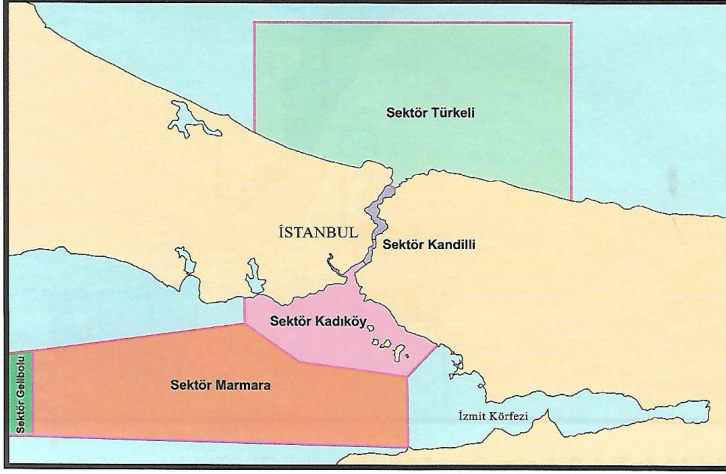 Sektör Türkeli
İSTANBUL
Sektör Kandilli
Sektör Kadıköy
Sektör Marmara
Sektör Gelibolu
İzmit Körfezi